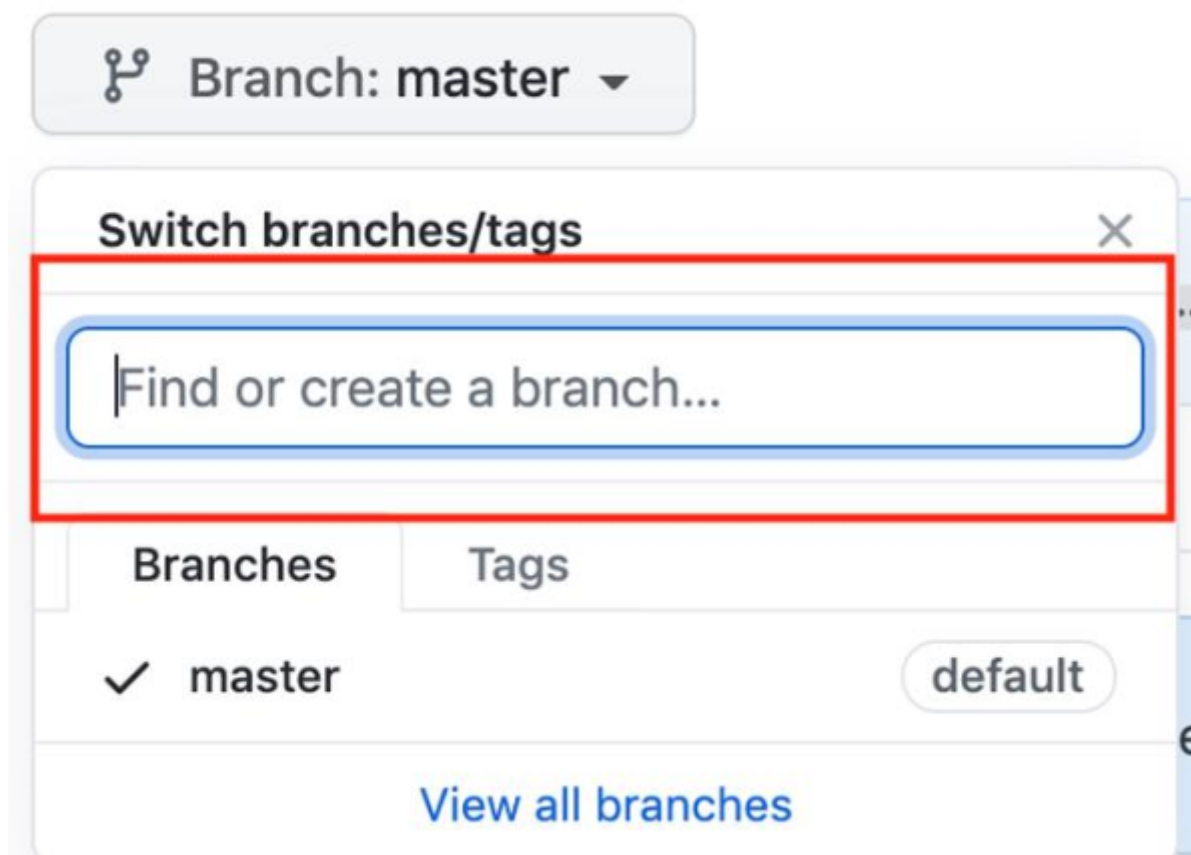 Branch: master
Switch branches/tags
Find or create a branch...
Branches Tags
master default
View all branches